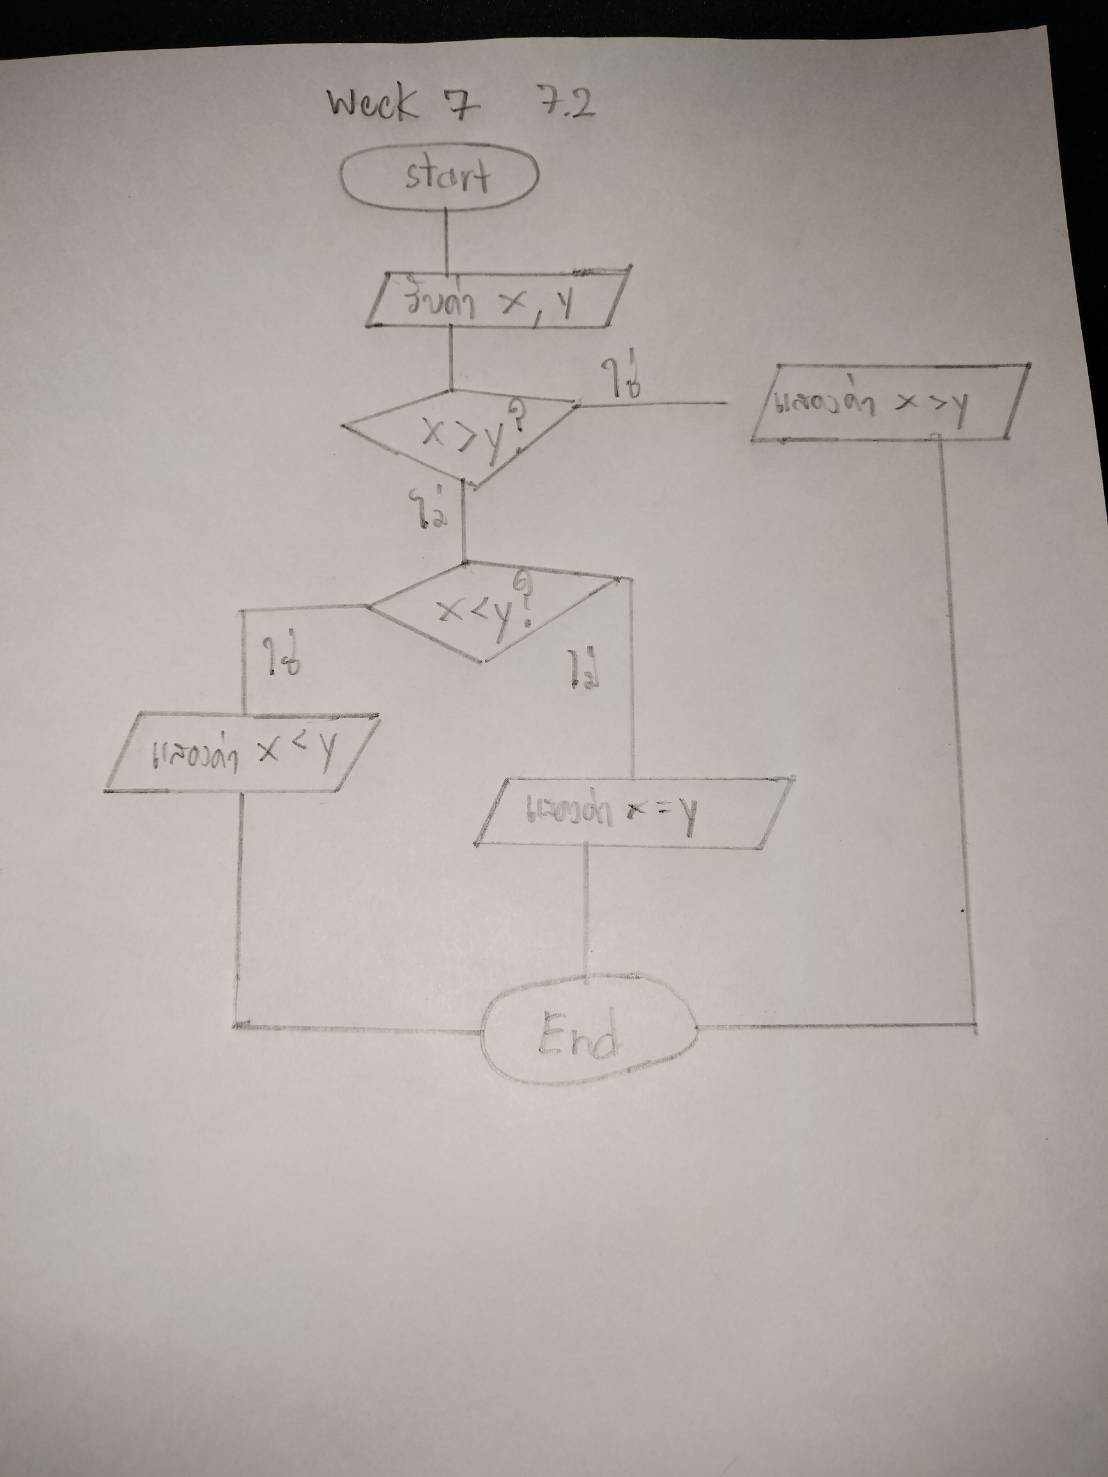 Week 7 7.2
start
รับค่า x, y
x > y?
ใช่
แสดงค่า x > y
ไม่
x < y?
ใช่
ไม่
แสดงค่า x < y
แสดงค่า x = y
End